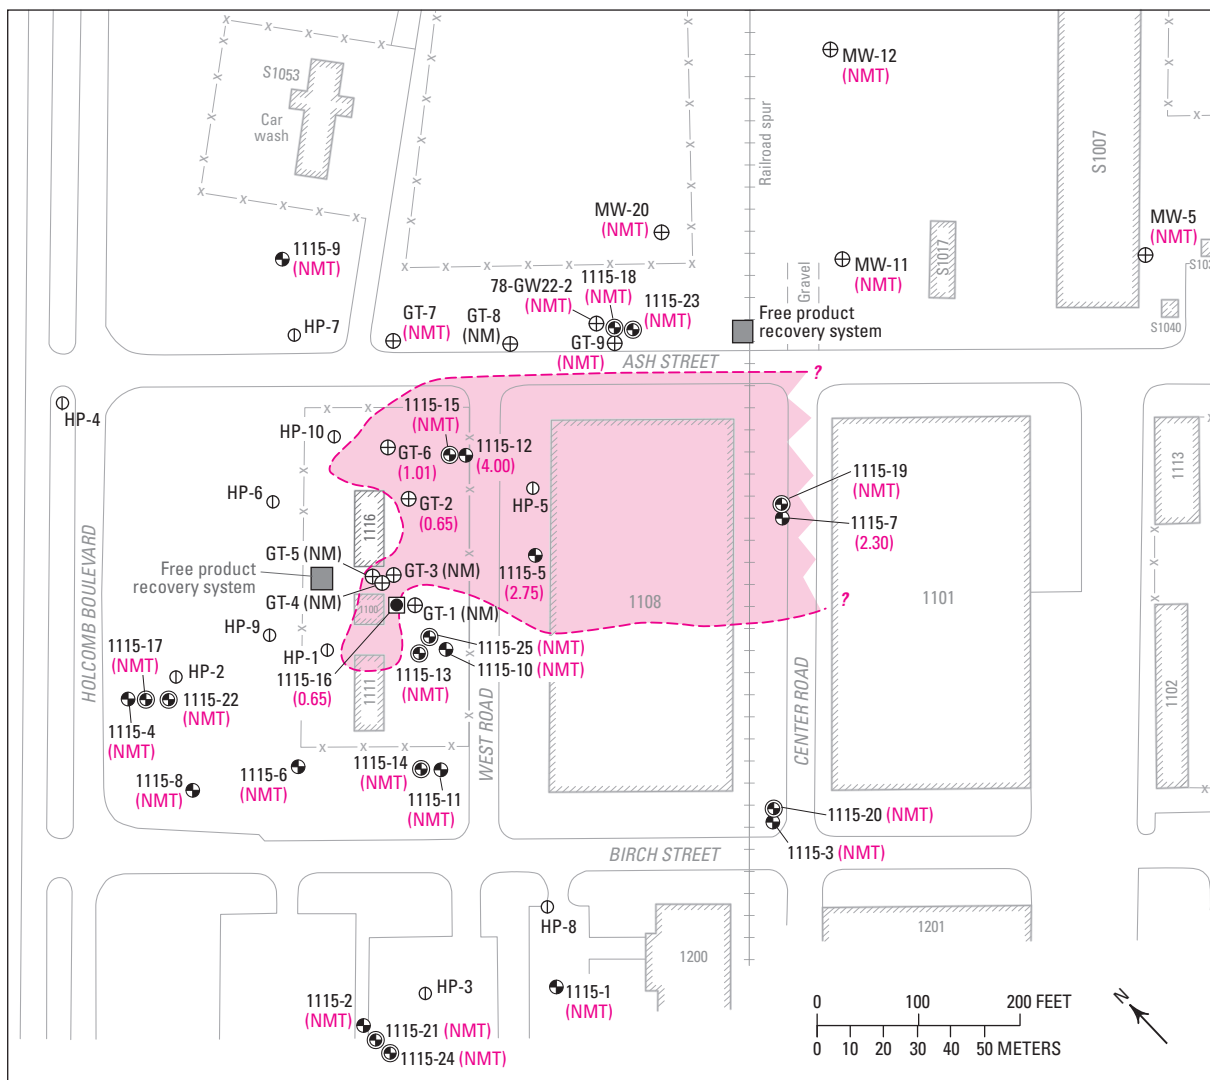 MW-12
(NMT)
S1053
Car
wash
Railroad spur
S1007
MW-20
(NMT)
MW-5
(NMT)
1115-9
(NMT)
S1017
MW-11
(NMT)
1115-18
(NMT)
78-GW22-2
(NMT)
1115-23
(NMT)
Gravel
Free product
recovery system
S1040
HP-7
GT-7
(NMT)
GT-8
(NM)
GT-9
(NMT)
ASH STREET
?
HP-4
1115-15
(NMT)
HP-10
1115-12
(4.00)
GT-6
(1.01)
1113
1115-19
(NMT)
HP-6
HP-5
GT-2
(0.65)
1116
1115-7
(2.30)
GT-5 (NM)
Free product
recovery system
GT-3 (NM)
1115-5
(2.75)
GT-4 (NM)
1100
GT-1 (NM)
1108
1101
?
HP-9
1115-25 (NMT)
HOLCOMB BOULEVARD
1115-17
(NMT)
HP-2
HP-1
1115-16
(0.65)
1115-10 (NMT)
1115-13
(NMT)
1111
1102
1115-22
(NMT)
1115-4
(NMT)
WEST ROAD
CENTER ROAD
1115-8
(NMT)
1115-6
(NMT)
1115-14
(NMT)
1115-11
(NMT)
1115-20 (NMT)
1115-3 (NMT)
BIRCH STREET
HP-8
1201
1200
HP-3
1115-1
(NMT)
1115-2
(NMT)
1115-21 (NMT)
1115-24 (NMT)
N
0 100 200 FEET
0 10 20 30 40 50 METERS